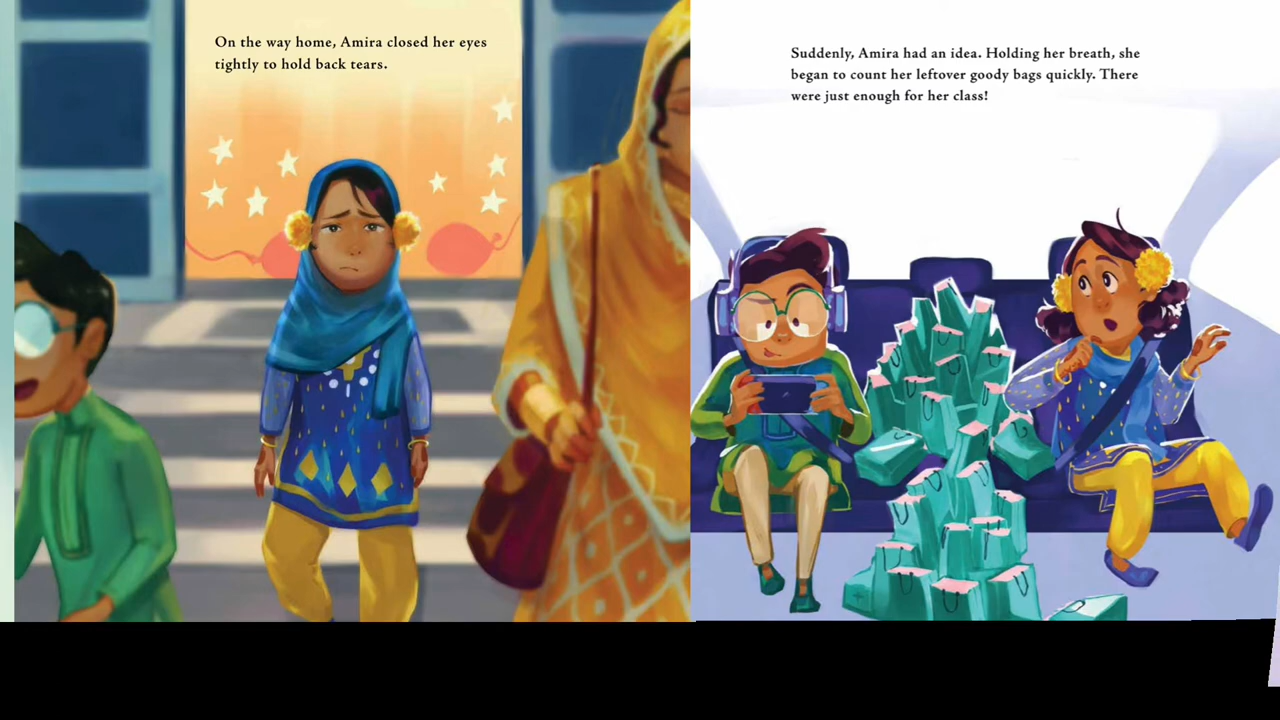 On the way home, Amira closed her eyes
tightly to hold back tears.
Suddenly, Amira had an idea. Holding her breath, she
began to count her leftover goody bags quickly. There
were just enough for her class!